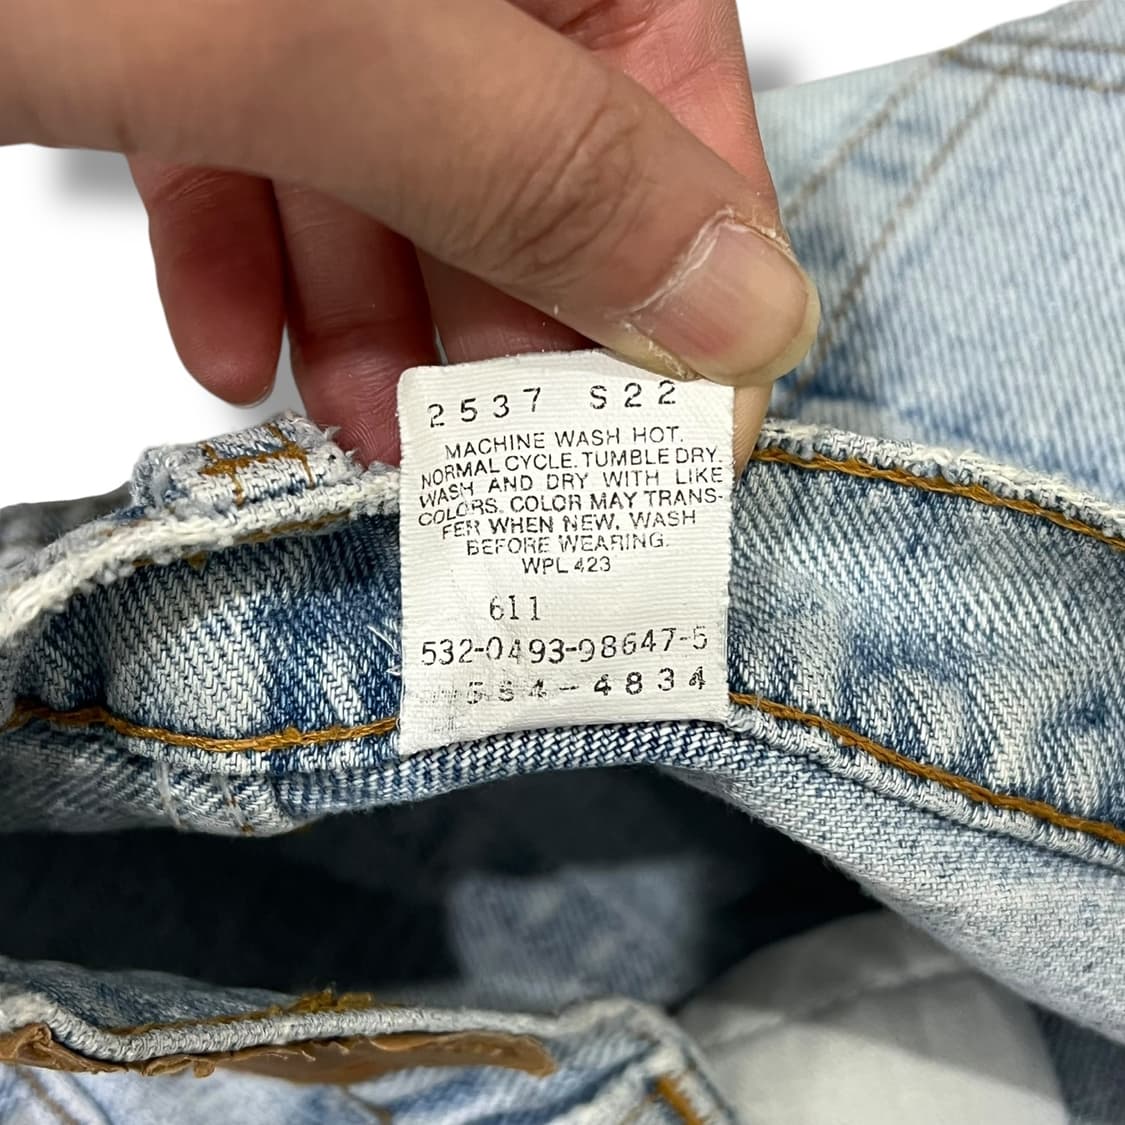 2537 S22
MACHINE WASH HOT.
NORMAL CYCLE. TUMBLE DRY.
WASH AND DRY WITH LIKE
COLORS. COLOR MAY TRANS-
FER WHEN NEW. WASH
BEFORE WEARING.
WPL 423
611
532-0493-98647-5
564-4834